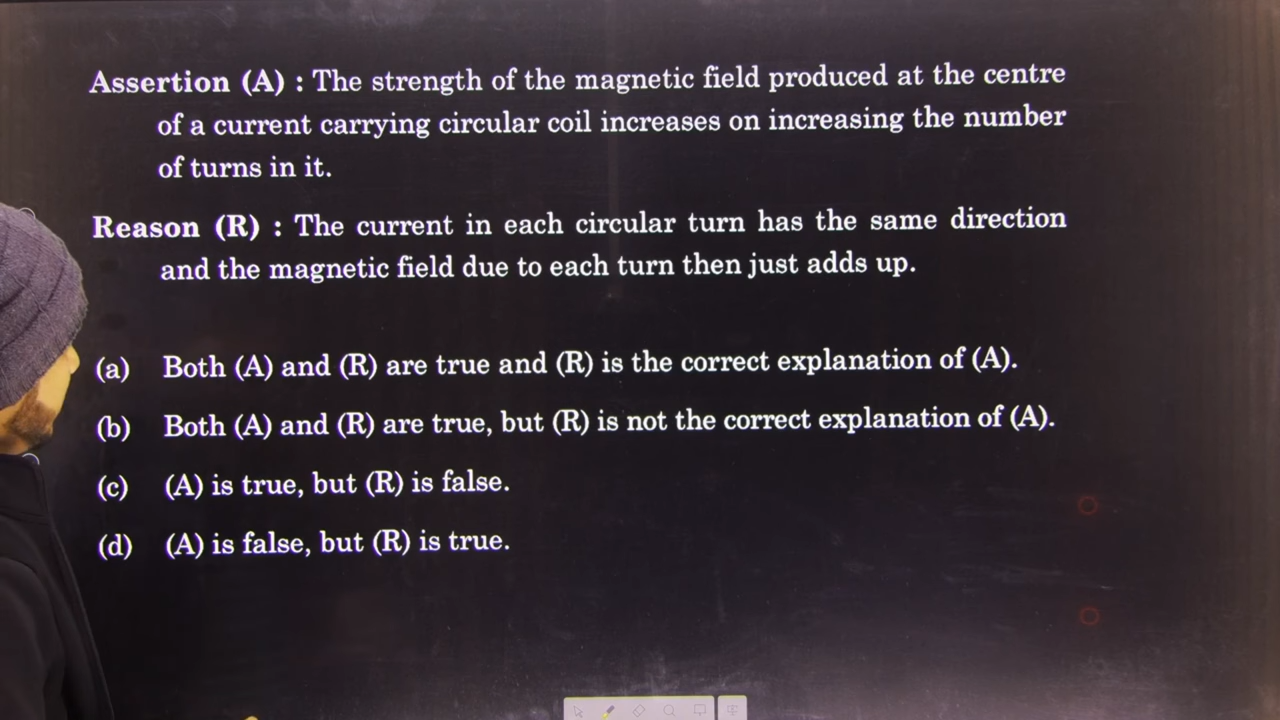 Assertion (A) : The strength of the magnetic field produced at the centre
of a current carrying circular coil increases on increasing the number
of turns in it.
Reason (R) : The current in each circular turn has the same direction
and the magnetic field due to each turn then just adds up.
(a) Both (A) and (R) are true and (R) is the correct explanation of (A).
(b) Both (A) and (R) are true, but (R) is not the correct explanation of (A).
(c) (A) is true, but (R) is false.
(d) (A) is false, but (R) is true.